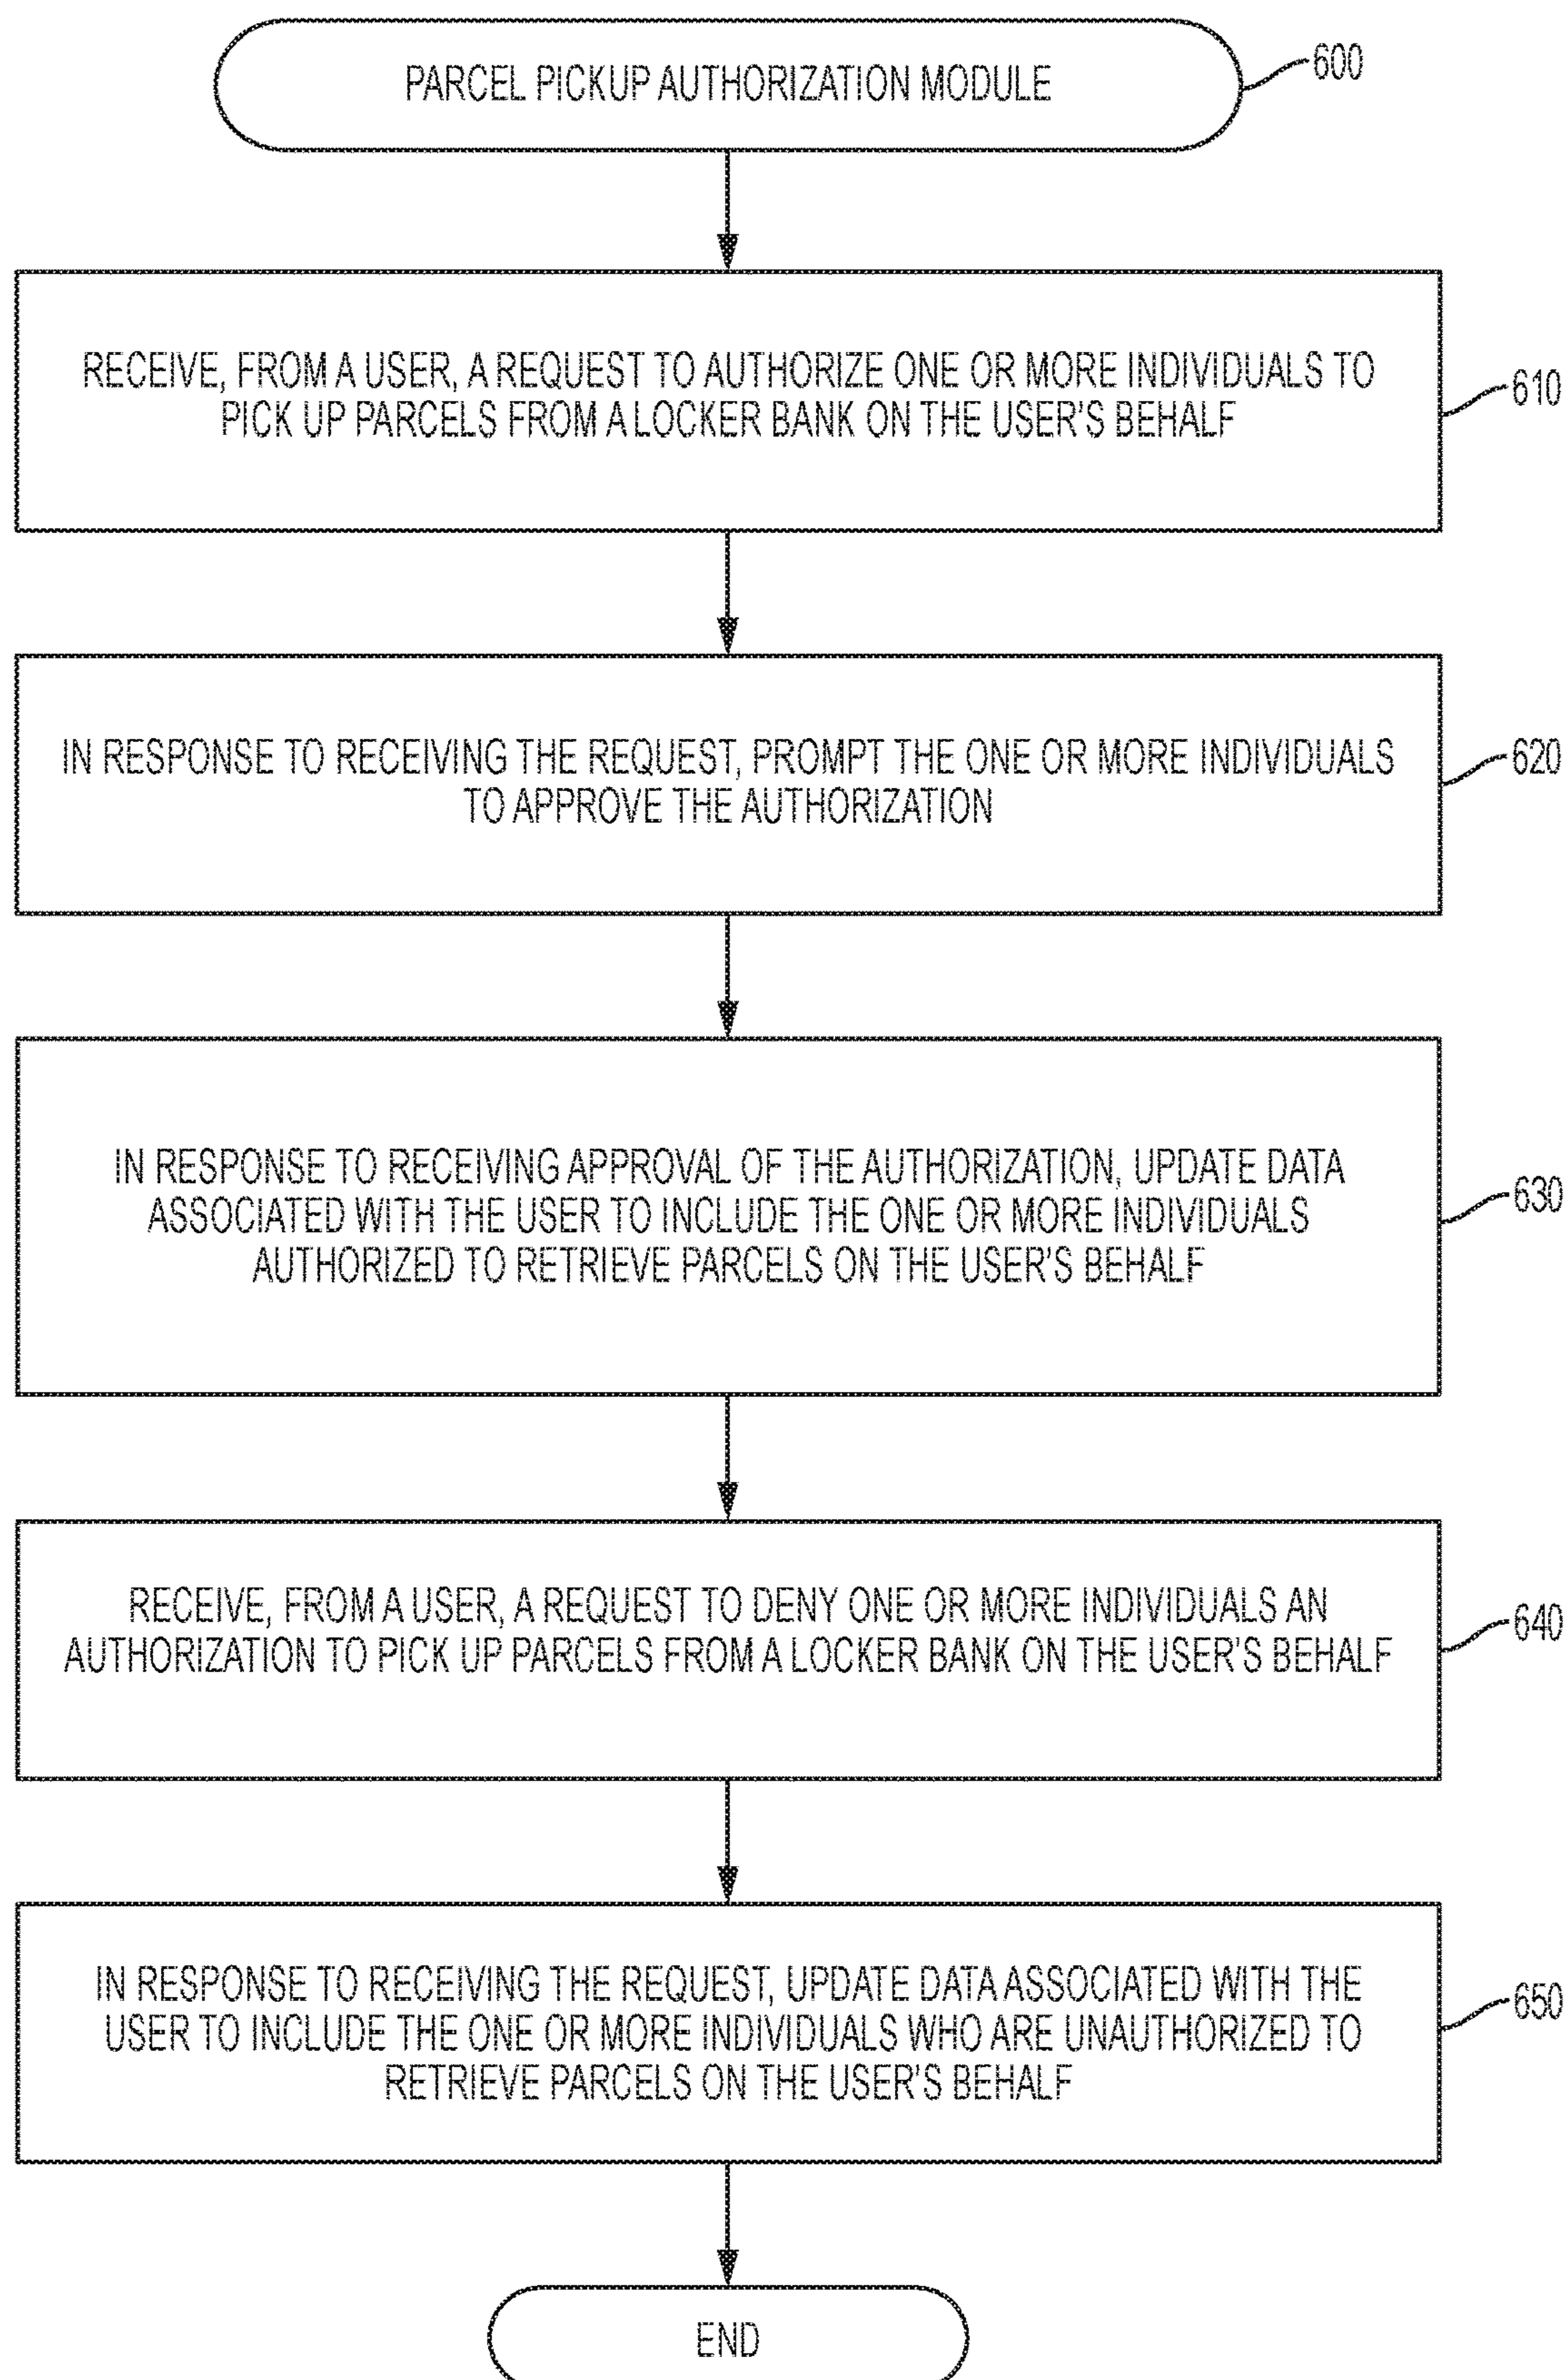 PARCEL PICKUP AUTHORIZATION MODULE
600
RECEIVE, FROM A USER, A REQUEST TO AUTHORIZE ONE OR MORE INDIVIDUALS TO
PICK UP PARCELS FROM A LOCKER BANK ON THE USER'S BEHALF
610
IN RESPONSE TO RECEIVING THE REQUEST, PROMPT THE ONE OR MORE INDIVIDUALS
TO APPROVE THE AUTHORIZATION
620
IN RESPONSE TO RECEIVING APPROVAL OF THE AUTHORIZATION, UPDATE DATA
ASSOCIATED WITH THE USER TO INCLUDE THE ONE OR MORE INDIVIDUALS
AUTHORIZED TO RETRIEVE PARCELS ON THE USER'S BEHALF
630
RECEIVE, FROM A USER, A REQUEST TO DENY ONE OR MORE INDIVIDUALS AN
AUTHORIZATION TO PICK UP PARCELS FROM A LOCKER BANK ON THE USER'S BEHALF
640
IN RESPONSE TO RECEIVING THE REQUEST, UPDATE DATA ASSOCIATED WITH THE
USER TO INCLUDE THE ONE OR MORE INDIVIDUALS WHO ARE UNAUTHORIZED TO
RETRIEVE PARCELS ON THE USER'S BEHALF
650
END